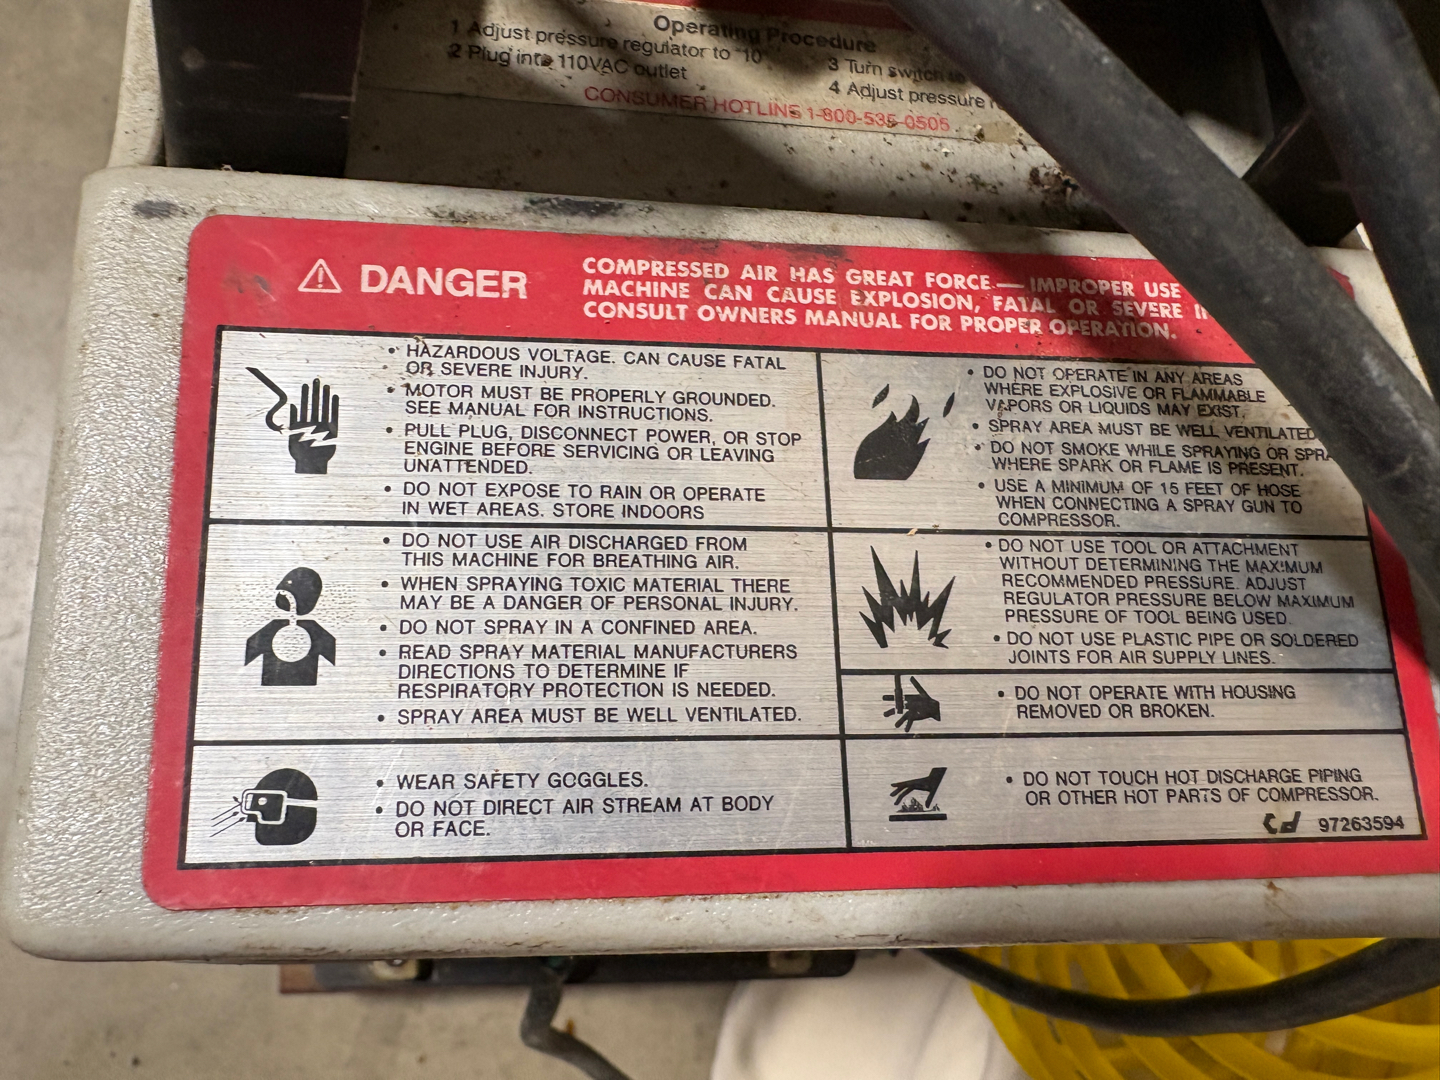 Operating Procedure
1 Adjust pressure regulator to "10"
2 Plug into 110VAC outlet
3 Turn switch to
4 Adjust pressure
CONSUMER HOTLINE 1-800-535-0505
DANGER
COMPRESSED AIR HAS GREAT FORCE — IMPROPER USE
MACHINE CAN CAUSE EXPLOSION, FATAL OR SEVERE
CONSULT OWNERS MANUAL FOR PROPER OPERATION.
• HAZARDOUS VOLTAGE. CAN CAUSE FATAL
OR SEVERE INJURY.
• MOTOR MUST BE PROPERLY GROUNDED.
SEE MANUAL FOR INSTRUCTIONS.
• PULL PLUG, DISCONNECT POWER, OR STOP
ENGINE BEFORE SERVICING OR LEAVING
UNATTENDED.
• DO NOT EXPOSE TO RAIN OR OPERATE
IN WET AREAS. STORE INDOORS
• DO NOT USE AIR DISCHARGED FROM
THIS MACHINE FOR BREATHING AIR.
• WHEN SPRAYING TOXIC MATERIAL THERE
MAY BE A DANGER OF PERSONAL INJURY.
• DO NOT SPRAY IN A CONFINED AREA.
• READ SPRAY MATERIAL MANUFACTURERS
DIRECTIONS TO DETERMINE IF
RESPIRATORY PROTECTION IS NEEDED.
• SPRAY AREA MUST BE WELL VENTILATED.
• WEAR SAFETY GOGGLES.
• DO NOT DIRECT AIR STREAM AT BODY
OR FACE.
• DO NOT OPERATE IN ANY AREAS
WHERE EXPLOSIVE OR FLAMMABLE
VAPORS OR LIQUIDS MAY EXIST.
• SPRAY AREA MUST BE WELL VENTILATED
• DO NOT SMOKE WHILE SPRAYING OR
WHERE SPARK OR FLAME IS PRESENT.
• USE A MINIMUM OF 15 FEET OF HOSE
WHEN CONNECTING A SPRAY GUN TO
COMPRESSOR.
• DO NOT USE TOOL OR ATTACHMENT
WITHOUT DETERMINING THE MAXIMUM
RECOMMENDED PRESSURE. ADJUST
REGULATOR PRESSURE BELOW MAXIMUM
PRESSURE OF TOOL BEING USED.
• DO NOT USE PLASTIC PIPE OR SOLDERED
JOINTS FOR AIR SUPPLY LINES.
• DO NOT OPERATE WITH HOUSING
REMOVED OR BROKEN.
• DO NOT TOUCH HOT DISCHARGE PIPING
OR OTHER HOT PARTS OF COMPRESSOR.
cd 97263594